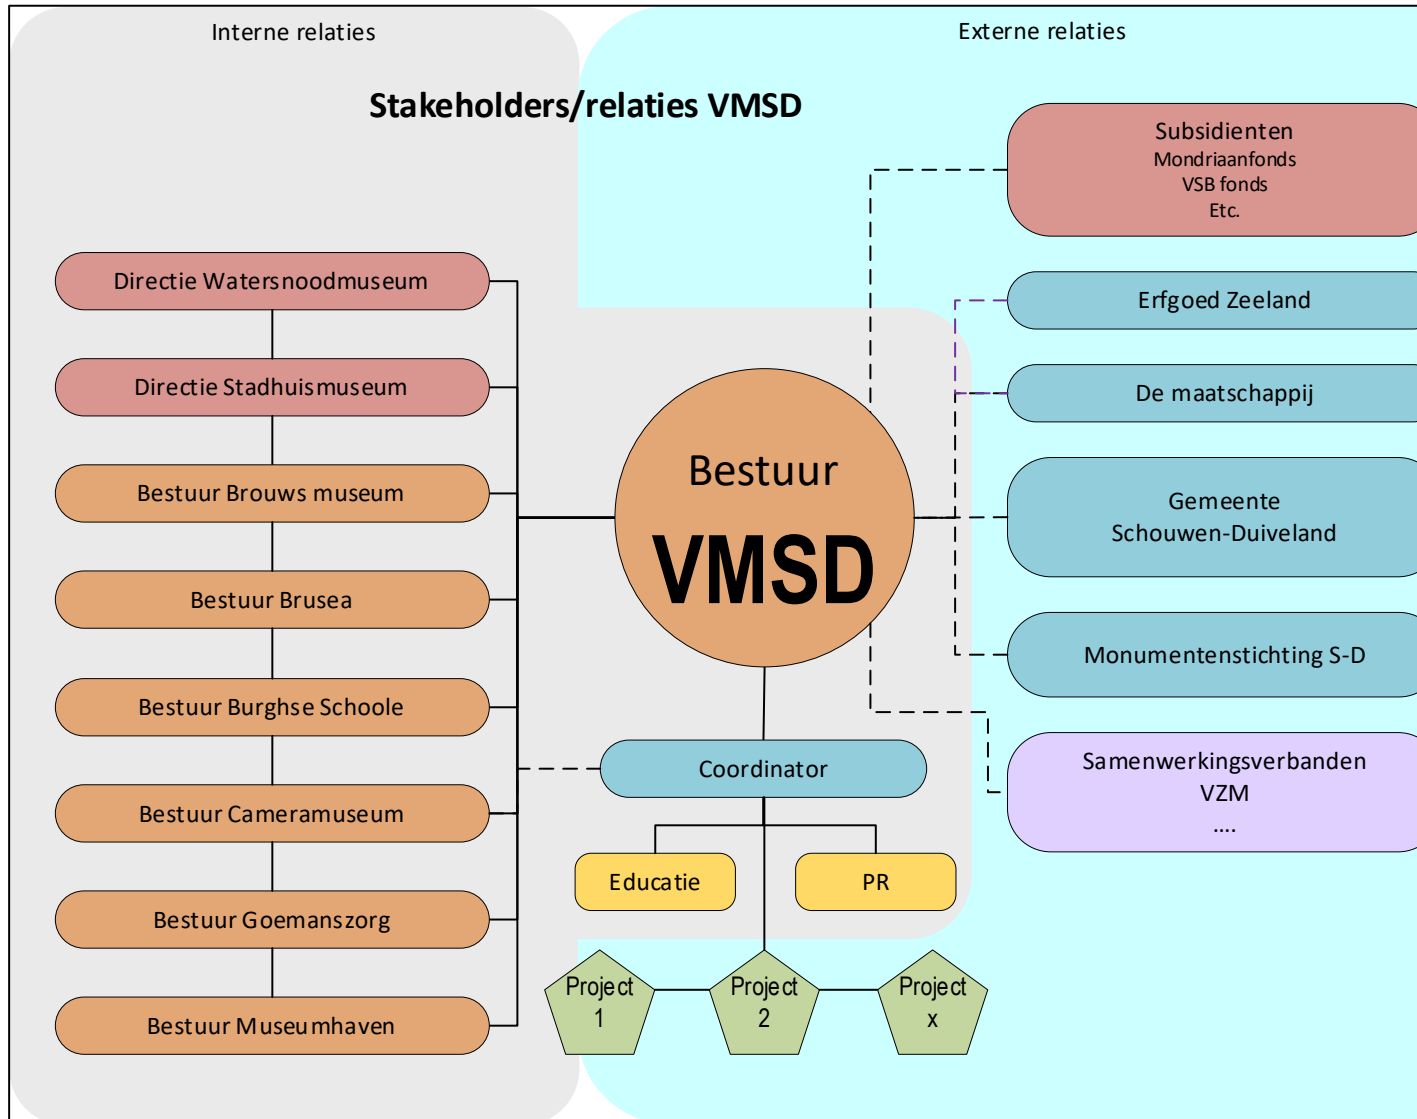 Interne relaties
Externe relaties
Stakeholders/relaties VMSD
Directie Watersnoodmuseum
Directie Stadhuismuseum
Bestuur Brouws museum
Bestuur Brusea
Bestuur Burghse Schoole
Bestuur Cameramuseum
Bestuur Goemanszorg
Bestuur Museumhaven
Bestuur
VMSD
Coordinator
Educatie
PR
Project
1
Project
2
Project
x
Subsidienten
Mondriaanfonds
VSB fonds
Etc.
Erfgoed Zeeland
De maatschappij
Gemeente
Schouwen-Duiveland
Monumentenstichting S-D
Samenwerkingsverbanden
VZM
....